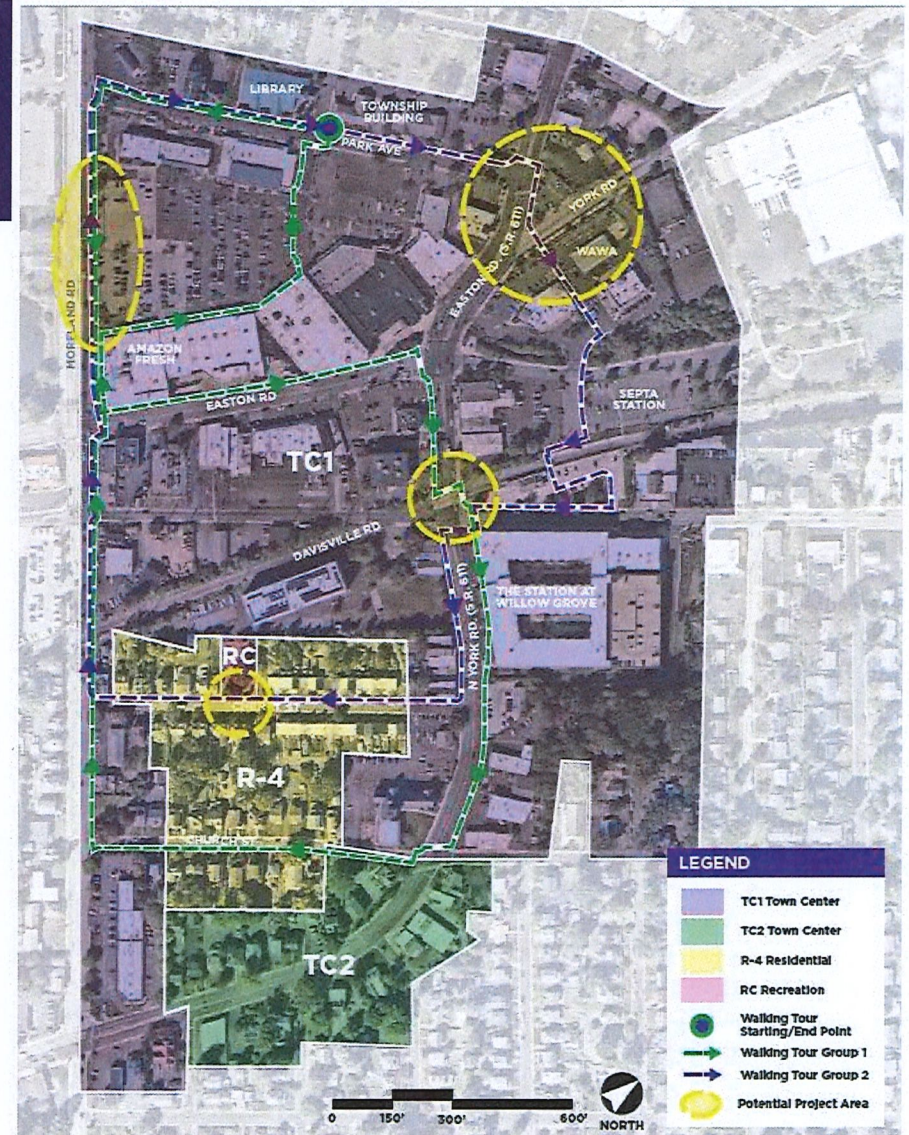 LIBRARY
TOWNSHIP
BUILDING
PARK AVE
YORK RD
EASTON RD. (S.R. 611)
WAWA
MORELAND RD
AMAZON
FRESH
EASTON RD
SEPTA
STATION
TC1
DAVISVILLE RD
THE STATION AT
WILLOW GROVE
N YORK RD. (S.R. 611)
RC
R-4
CHURCH ST
TC2
LEGEND
TC1 Town Center
TC2 Town Center
R-4 Residential
RC Recreation
Walking Tour
Starting/End Point
Walking Tour Group 1
Walking Tour Group 2
Potential Project Area
0 150' 300' 600'
NORTH